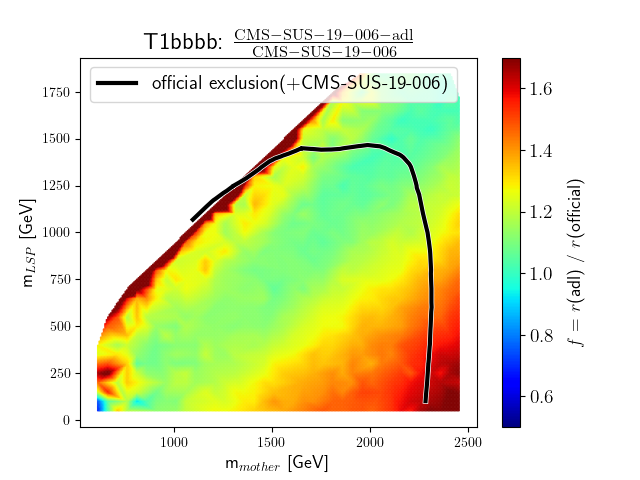 T1bbbb: CMS−SUS−19−006−adl
CMS−SUS−19−006
official exclusion(+CMS-SUS-19-006)
1750
1500
1250
1000
750
500
250
0
m_LSP [GeV]
1000 1500 2000 2500
m_mother [GeV]
1.6
1.4
1.2
1.0
0.8
0.6
f = r(adl) / r(official)